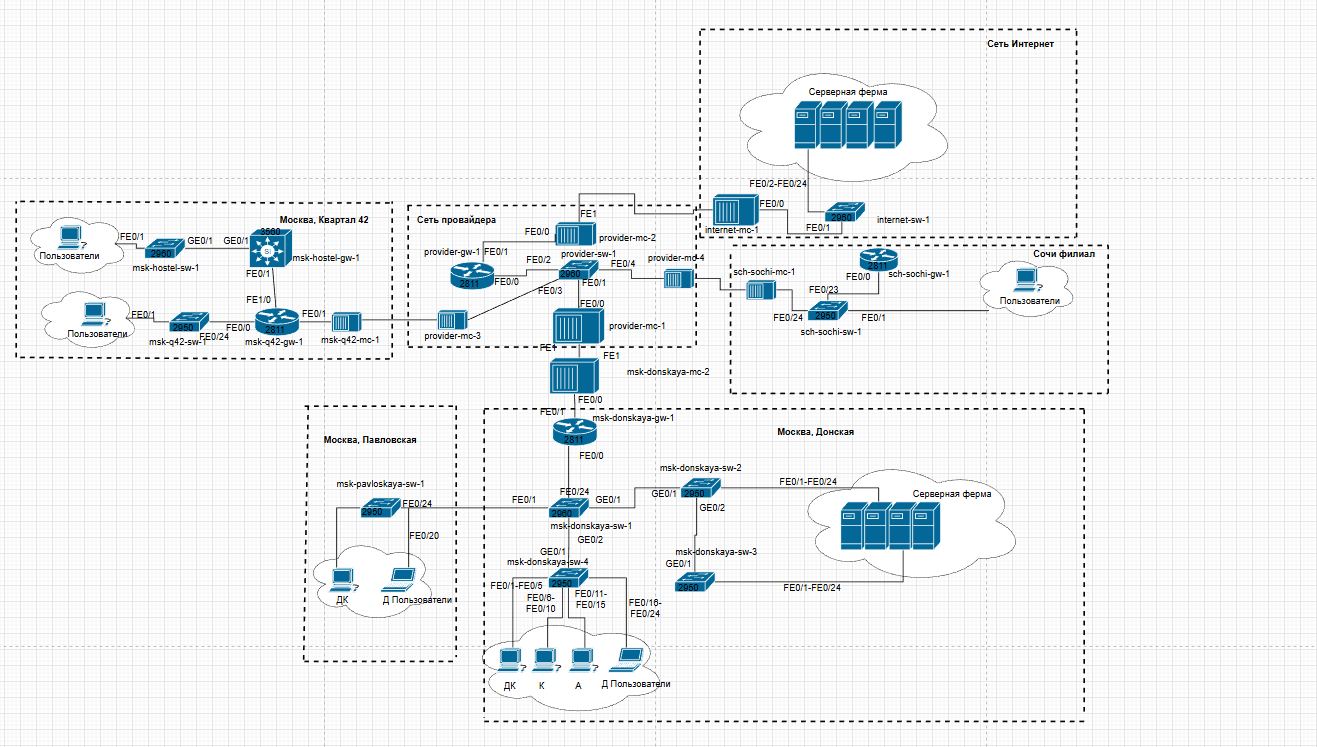 Сеть Интернет
Серверная ферма
FE0/2-FE0/24
FE0/0
2960
internet-sw-1
internet-mc-1
FE0/1
Москва, Квартал 42
FE0/1
Пользователи
GE0/1
2960
msk-hostel-sw-1
GE0/1
3560
Si
msk-hostel-gw-1
FE0/1
FE1/0
FE0/1
Пользователи
2950
msk-q42-sw-1
FE0/24
FE0/0
2811
msk-q42-gw-1
FE0/1
msk-q42-mc-1
Сеть провайдера
FE1
FE0/0
provider-mc-2
provider-gw-1
FE0/1
2811
FE0/0
FE0/2
provider-sw-1
2960
FE0/4
FE0/1
FE0/3
provider-mc-4
provider-mc-3
FE0/0
provider-mc-1
FE1
FE1
msk-donskaya-mc-2
FE0/0
Сочи филиал
sch-sochi-mc-1
2811
sch-sochi-gw-1
FE0/0
FE0/23
FE0/24
2950
sch-sochi-sw-1
FE0/1
Пользователи
Москва, Павловская
msk-pavloskaya-sw-1
2950
FE0/24
FE0/20
ДК
Д Пользователи
Москва, Донская
FE0/1
msk-donskaya-gw-1
2811
FE0/0
FE0/24
FE0/1
2960
GE0/1
msk-donskaya-sw-1
GE0/2
msk-donskaya-sw-2
GE0/1
2950
FE0/1-FE0/24
GE0/2
Серверная ферма
msk-donskaya-sw-3
GE0/1
2950
FE0/1-FE0/24
GE0/1
msk-donskaya-sw-4
2950
FE0/1-FE0/5
FE0/6-
FE0/10
FE0/11-
FE0/15
FE0/16-
FE0/24
ДК
К
А
Д Пользователи